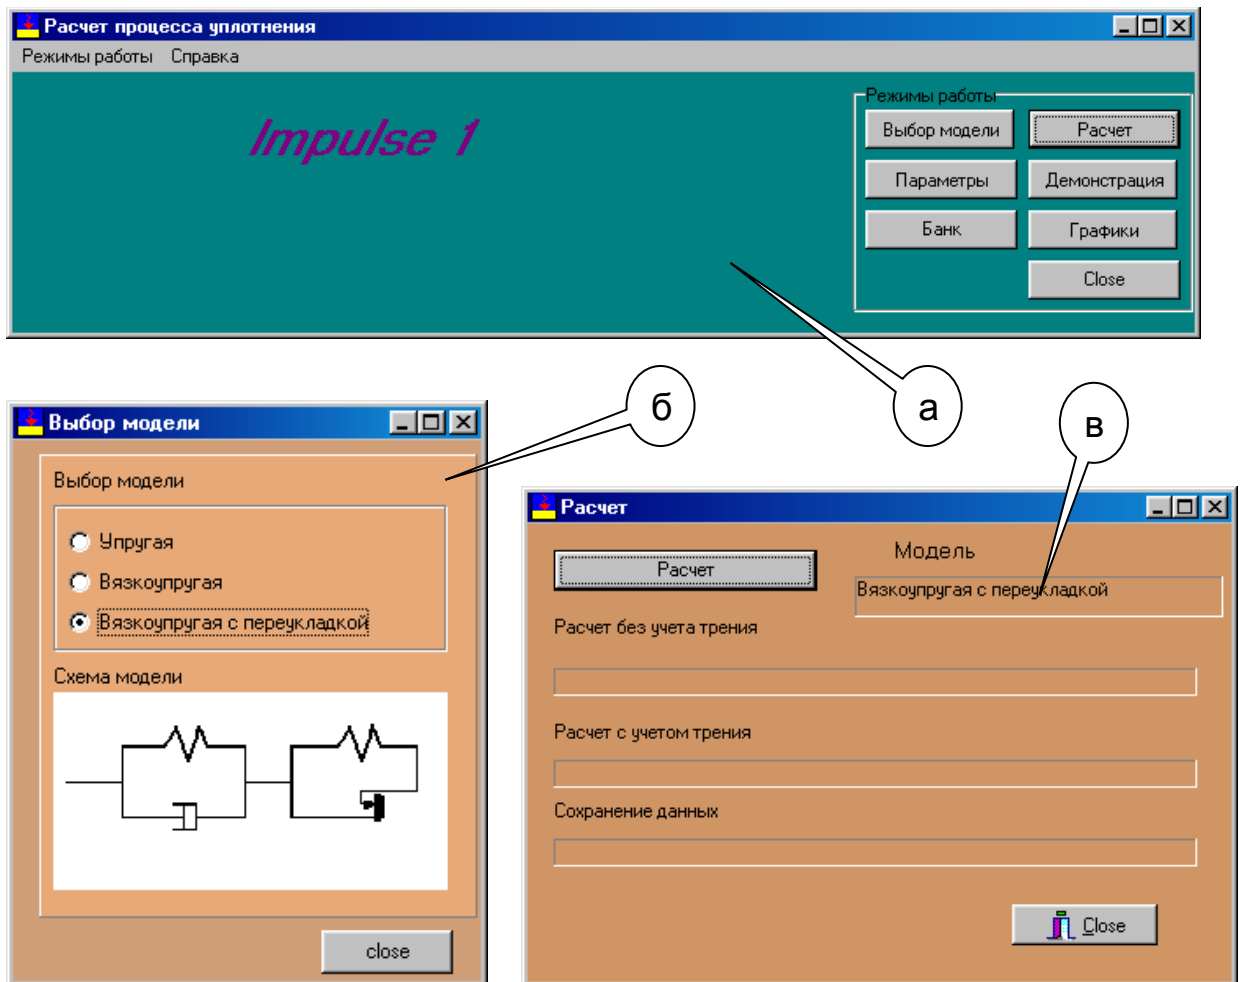 Расчет процесса уплотнения
Режимы работы Справка
Impulse 1
Режимы работы
Выбор модели Расчет
Параметры Демонстрация
Банк Графики
Close
а
б
в
Выбор модели
Выбор модели
Упругая
Вязкоупругая
Вязкоупругая с переукладкой
Схема модели
close
Расчет
Расчет
Модель
Вязкоупругая с переукладкой
Расчет без учета трения
Расчет с учетом трения
Сохранение данных
Close